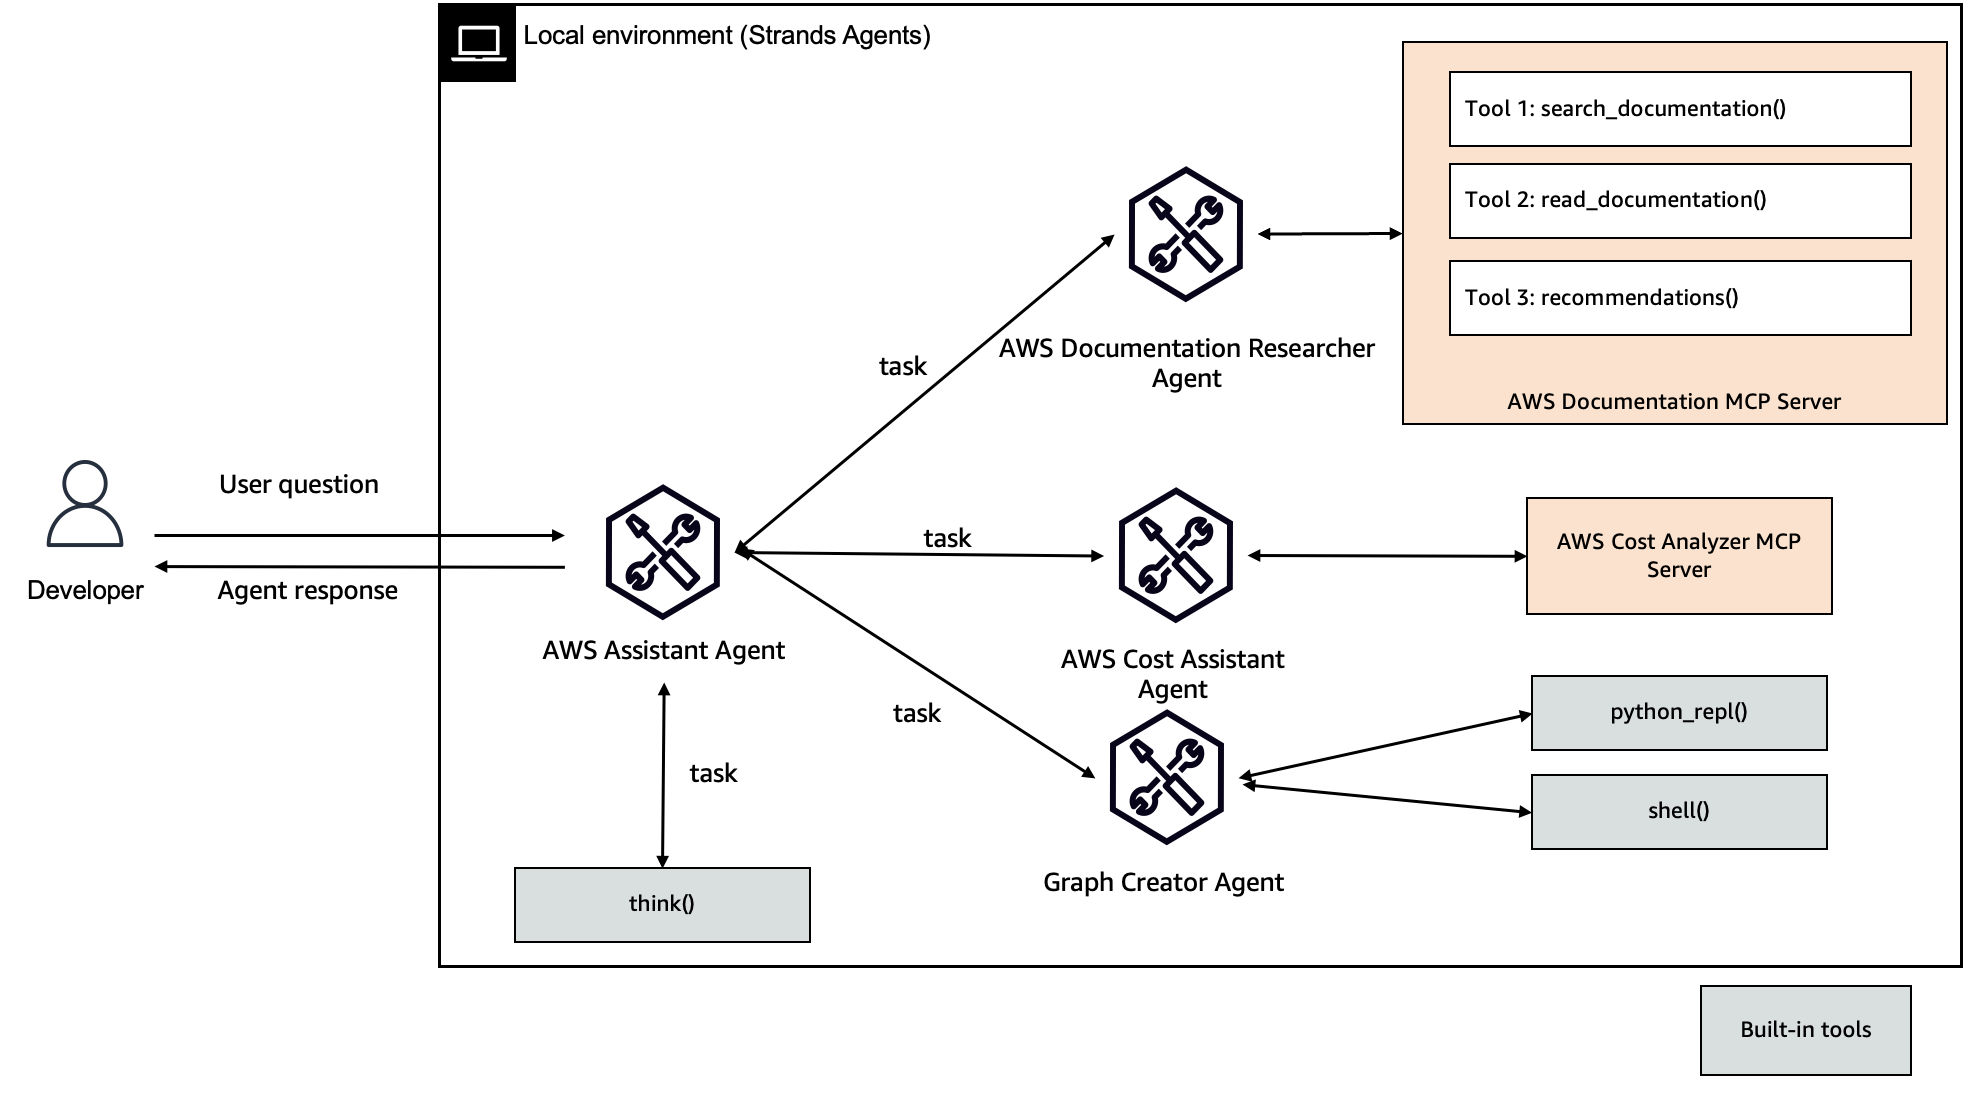 Local environment (Strands Agents)
Tool 1: search_documentation()
Tool 2: read_documentation()
Tool 3: recommendations()
AWS Documentation MCP Server
AWS Documentation Researcher
Agent
task
User question
Agent response
Developer
AWS Assistant Agent
task
AWS Cost Assistant
Agent
AWS Cost Analyzer MCP
Server
task
python_repl()
shell()
Graph Creator Agent
task
think()
Built-in tools